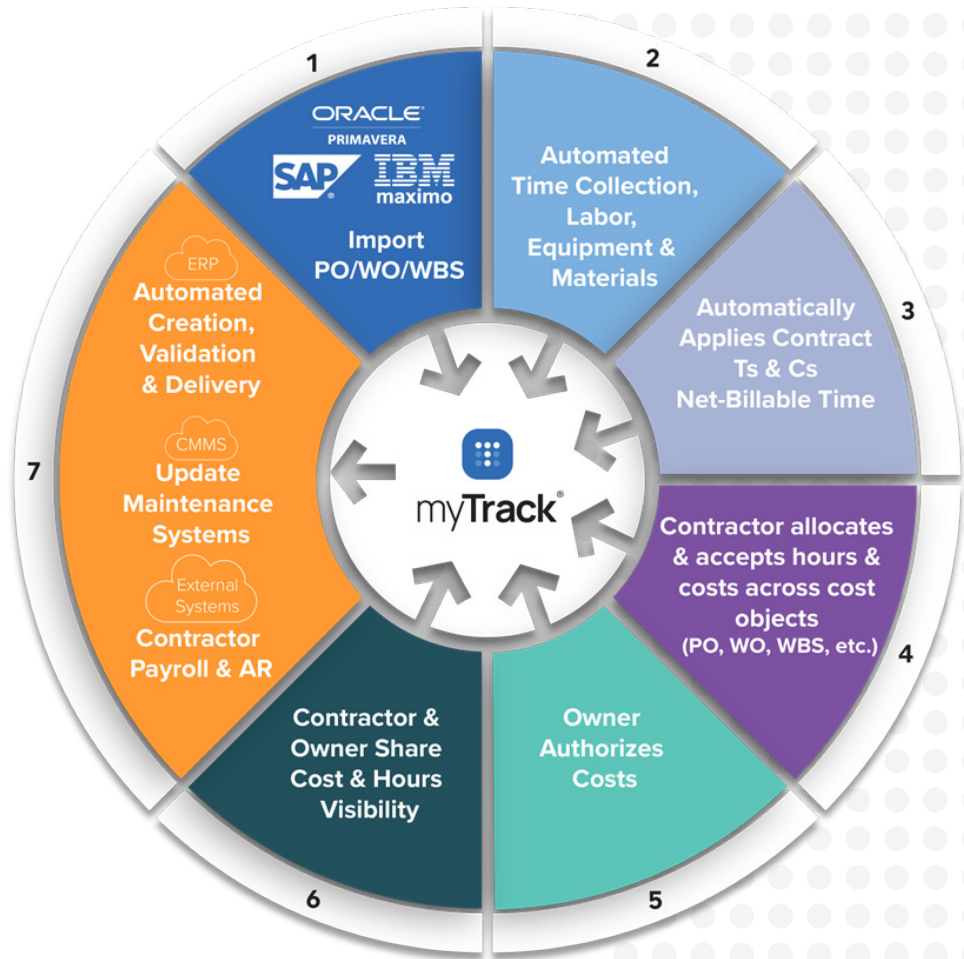 1
ORACLE®
PRIMAVERA
SAP®
IBM
maximo
Import
PO/WO/WBS
2
Automated
Time Collection,
Labor,
Equipment &
Materials
3
Automatically
Applies Contract
Ts & Cs
Net-Billable Time
4
Contractor allocates
& accepts hours &
costs across cost
objects
(PO, WO, WBS, etc.)
5
Owner
Authorizes
Costs
6
Contractor &
Owner Share
Cost & Hours
Visibility
7
ERP
Automated
Creation,
Validation
& Delivery
CMMS
Update
Maintenance
Systems
External
Systems
Contractor
Payroll & AR
myTrack®